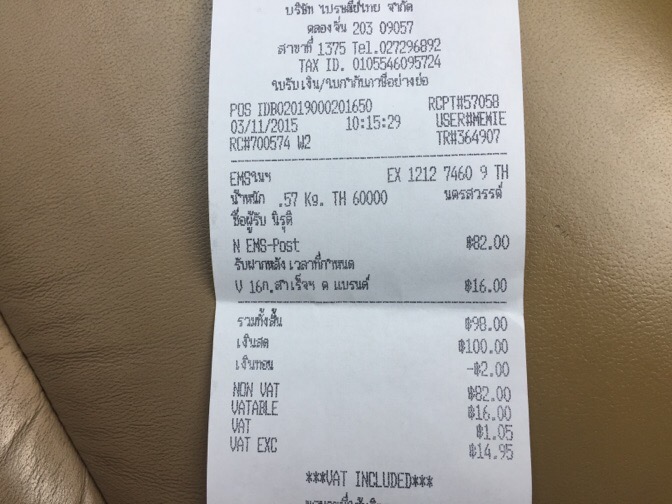 บริษัท ไปรษณีย์ไทย จำกัด
คลองจั่น 203 09057
สาขาที่ 1375 Tel.027296892
TAX ID. 0105546095724
ใบรับเงิน/ใบกำกับภาษีอย่างย่อ
POS IDB02019000201650 RCPT#57058
03/11/2015 10:15:29 USER#MEMIE
RC#700574 W2 TR#364907
EMSในฯ EX 1212 7460 9 TH
น้ำหนัก .57 Kg. TH 60000 นครสวรรค์
ชื่อผู้รับ นิรุติ
N EMS-Post ฿82.00
รับฝากหลัง เวลาที่กำหนด
V 16ก.สำเร็จฯ ค แบรนด์ ฿16.00
รวมทั้งสิ้น ฿98.00
เงินสด ฿100.00
เงินทอน -฿2.00
NON VAT ฿82.00
VATABLE ฿16.00
VAT ฿1.05
VAT EXC ฿14.95
***VAT INCLUDED***